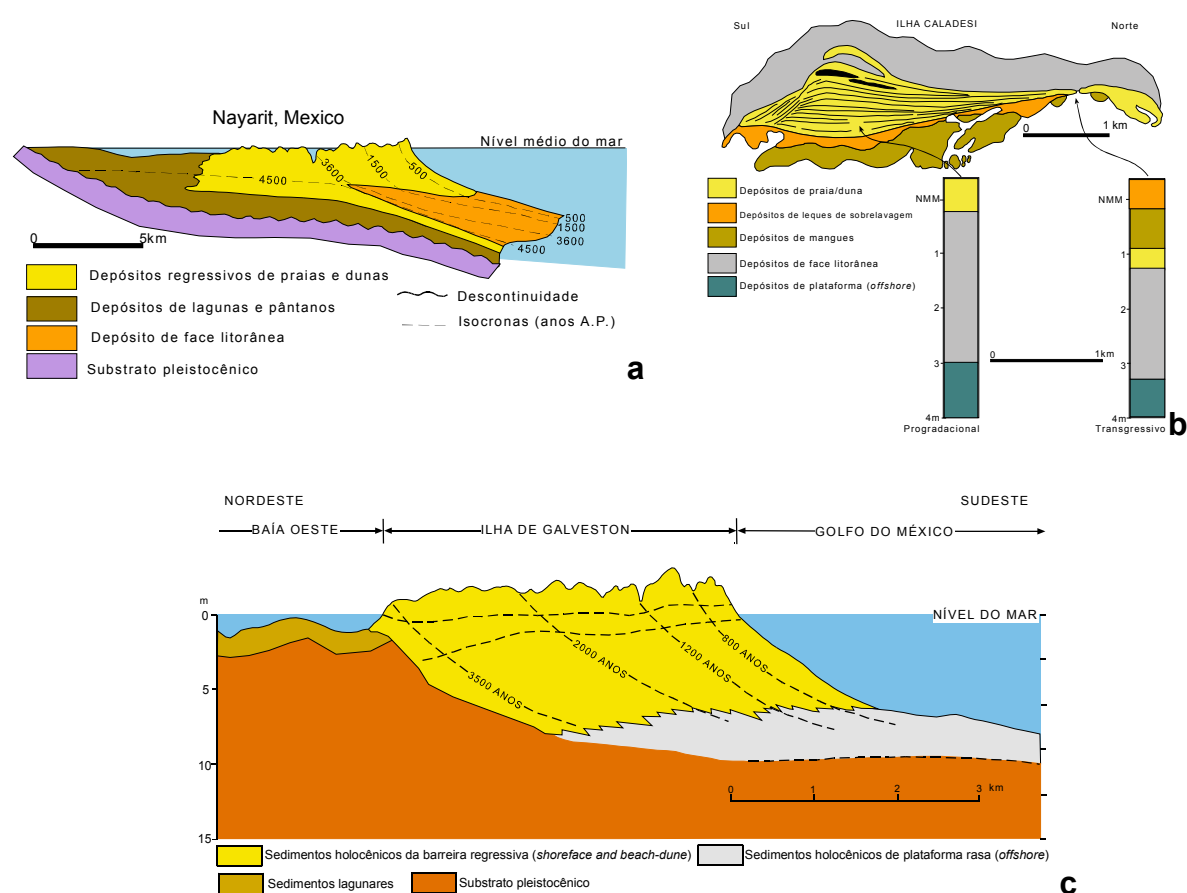 Nayarit, Mexico
Nível médio do mar
4500
3600
1500
500
500
1500
3600
4500
0
5km
Depósitos regressivos de praias e dunas
Depósitos de lagunas e pântanos
Depósito de face litorânea
Substrato pleistocênico
Descontinuidade
Isocronas (anos A.P.)
a
Sul
ILHA CALADESI
Norte
0
1 km
Depósitos de praia/duna
Depósitos de leques de sobrelavagem
Depósitos de mangues
Depósitos de face litorânea
Depósitos de plataforma (offshore)
NMM
1
2
3
4m
Progradacional
0
1km
NMM
1
2
3
4m
Transgressivo
b
NORDESTE
SUDESTE
BAÍA OESTE
ILHA DE GALVESTON
GOLFO DO MÉXICO
m
0
5
10
15
NÍVEL DO MAR
3500 ANOS
2000 ANOS
1200 ANOS
800 ANOS
0
1
2
3
km
Sedimentos holocênicos da barreira regressiva (shoreface and beach-dune)
Sedimentos holocênicos de plataforma rasa (offshore)
Sedimentos lagunares
Substrato pleistocênico
c